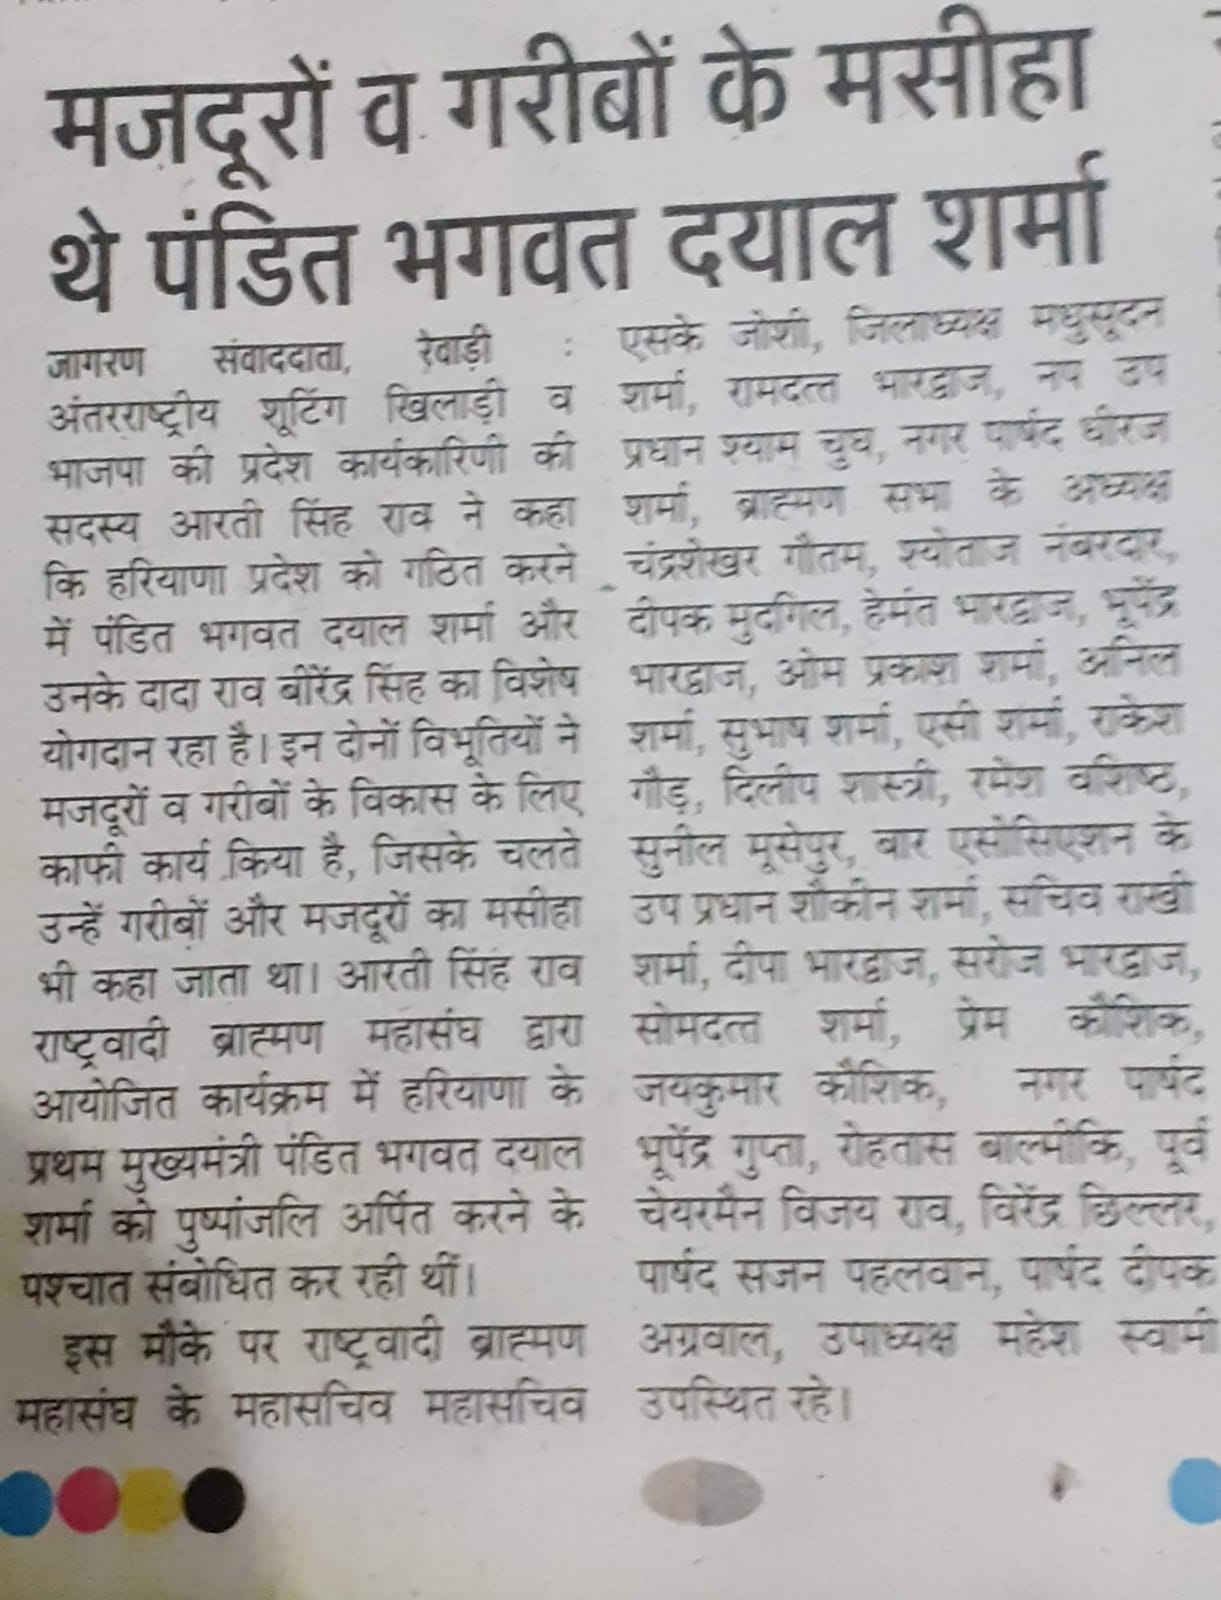 मजदूरों व गरीबों के मसीहा
थे पंडित भगवत दयाल शर्मा
जागरण संवाददाता, रेवाड़ी :
अंतरराष्ट्रीय शूटिंग खिलाड़ी व
भाजपा की प्रदेश कार्यकारिणी की
सदस्य आरती सिंह राव ने कहा
कि हरियाणा प्रदेश को गठित करने
में पंडित भगवत दयाल शर्मा और
उनके दादा राव बीरेंद्र सिंह का विशेष
योगदान रहा है। इन दोनों विभूतियों ने
मजदूरों व गरीबों के विकास के लिए
काफी कार्य किया है, जिसके चलते
उन्हें गरीबों और मजदूरों का मसीहा
भी कहा जाता था। आरती सिंह राव
राष्ट्रवादी ब्राह्मण महासंघ द्वारा
आयोजित कार्यक्रम में हरियाणा के
प्रथम मुख्यमंत्री पंडित भगवत दयाल
शर्मा को पुष्पांजलि अर्पित करने के
पश्चात संबोधित कर रही थीं।
इस मौके पर राष्ट्रवादी ब्राह्मण
महासंघ के महासचिव महासचिव
एसके जोशी, जिलाध्यक्ष मधुसूदन
शर्मा, रामदत्त भारद्वाज, नप उप
प्रधान श्याम चुघ, नगर पार्षद धीरज
शर्मा, ब्राह्मण सभा के अध्यक्ष
चंद्रशेखर गौतम, श्योताज नंबरदार,
दीपक मुदगिल, हेमंत भारद्वाज, भूपेंद्र
भारद्वाज, ओम प्रकाश शर्मा, अनिल
शर्मा, सुभाष शर्मा, एसी शर्मा, राकेश
गौड़, दिलीप शास्त्री, रमेश वशिष्ट,
सुनील मूसेपुर, बार एसोसिएशन के
उप प्रधान शौकीन शर्मा, सचिव राखी
शर्मा, दीपा भारद्वाज, सरोज भारद्वाज,
सोमदत्त शर्मा, प्रेम कौशिक,
जयकुमार कौशिक, नगर पार्षद
भूपेंद्र गुप्ता, रोहतास बाल्मीकि, पूर्व
चेयरमैन विजय राव, विरेंद्र छिल्लर,
पार्षद सजन पहलवान, पार्षद दीपक
अग्रवाल, उपाध्यक्ष महेश स्वामी
उपस्थित रहे।